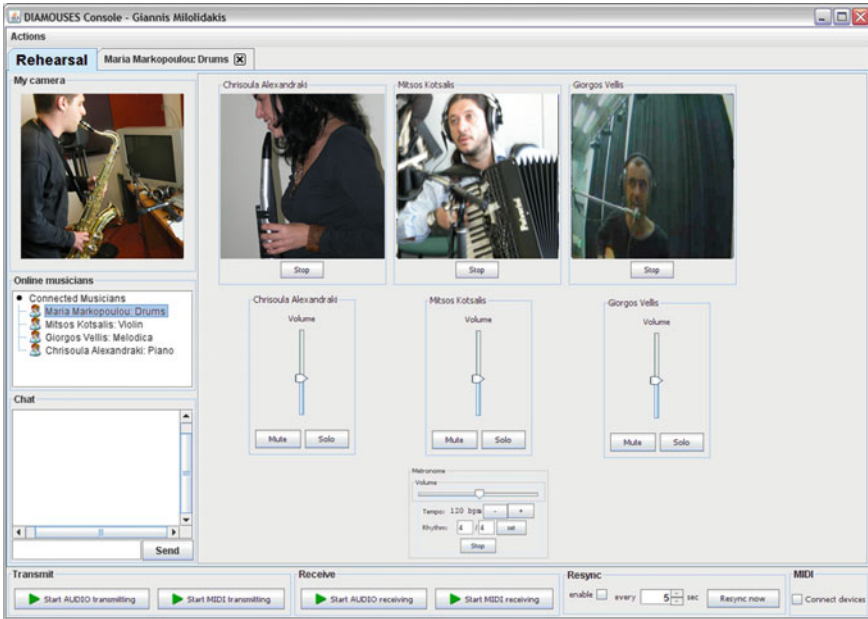 DIAMOUSES Console - Giannis Milolidakis
Actions
Rehearsal
Maria Markopoulou: Drums
My camera
Chrisoula Alexandraki
Mitsos Kotsalis
Giorgos Vellis
Stop
Stop
Stop
Online musicians
Connected Musicians
Maria Markopoulou: Drums
Mitsos Kotsalis: Violin
Giorgos Vellis: Melodica
Chrisoula Alexandraki: Piano
Chat
Send
Chrisoula Alexandraki
Volume
Mute Solo
Mitsos Kotsalis
Volume
Mute Solo
Giorgos Vellis
Volume
Mute Solo
Metronome
Volume
Tempo: 120 bpm - +
Rhythm: 4 / 4 set
Stop
Transmit
Start AUDIO transmitting Start MIDI transmitting
Receive
Start AUDIO receiving Start MIDI receiving
Resync
enable every 5 sec Resync now
MIDI
Connect devices